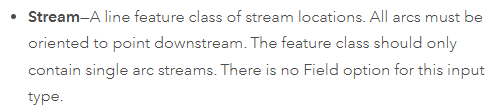 • Stream—A line feature class of stream locations. All arcs must be
oriented to point downstream. The feature class should only
contain single arc streams. There is no Field option for this input
type.